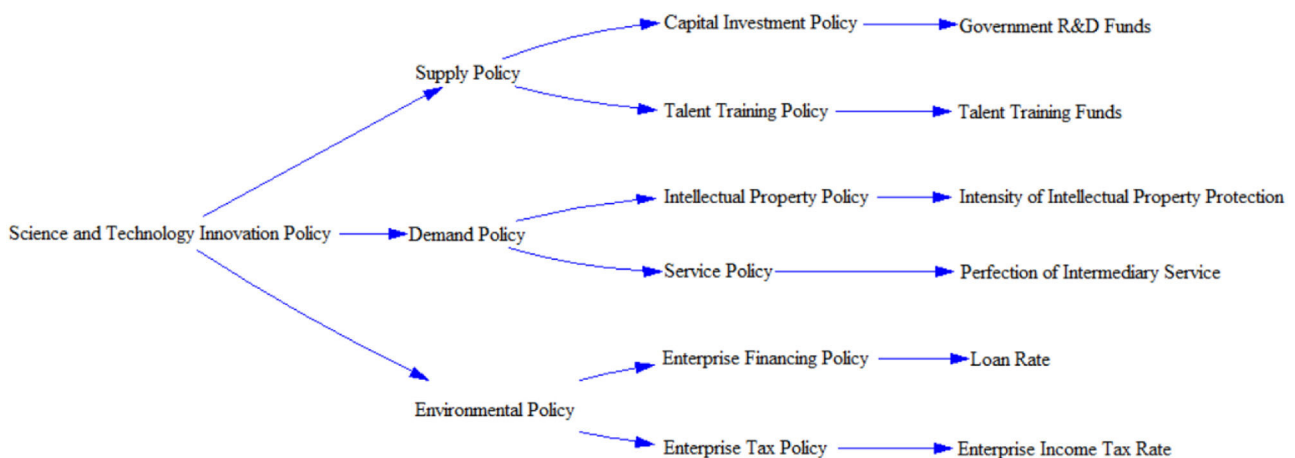 Capital Investment Policy
Government R&D Funds
Supply Policy
Talent Training Policy
Talent Training Funds
Intellectual Property Policy
Intensity of Intellectual Property Protection
Science and Technology Innovation Policy
Demand Policy
Service Policy
Perfection of Intermediary Service
Enterprise Financing Policy
Loan Rate
Environmental Policy
Enterprise Tax Policy
Enterprise Income Tax Rate